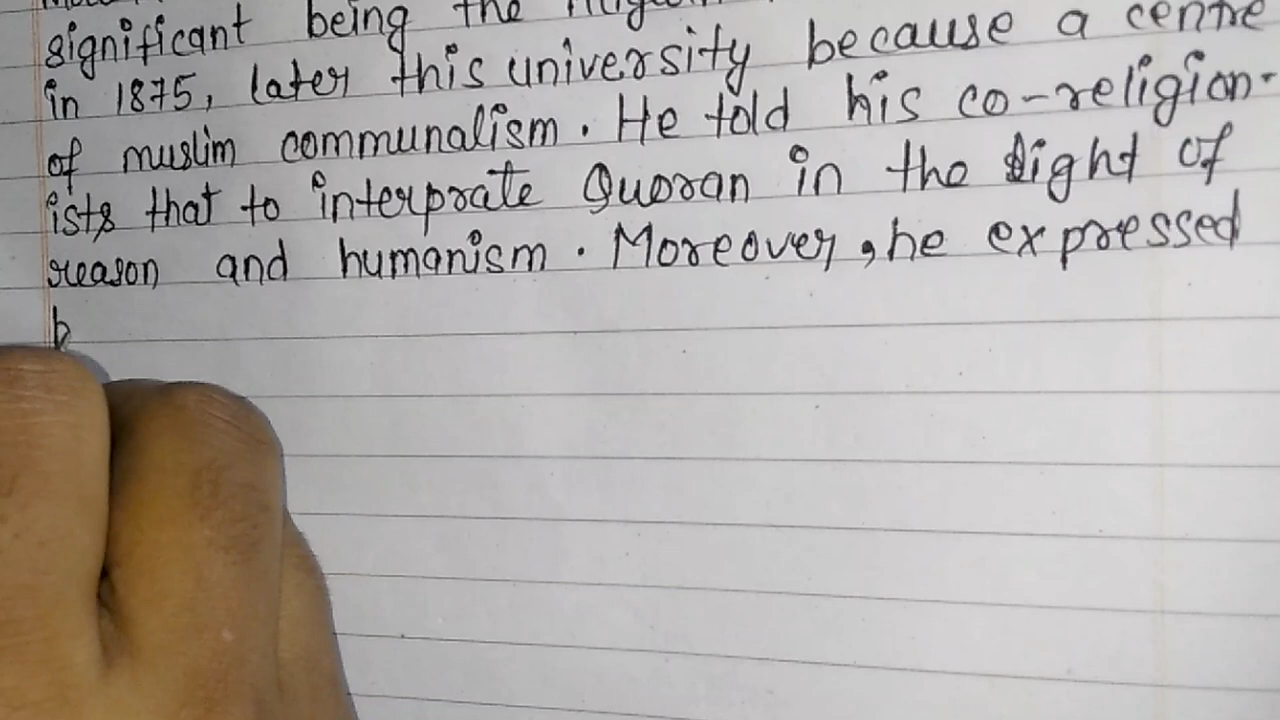 significant being the
in 1875, later this university because a centre
of muslim communalism. He told his co-religion-
ists that to interprate Quoran in the light of
reason and humanism. Moreover, he expressed